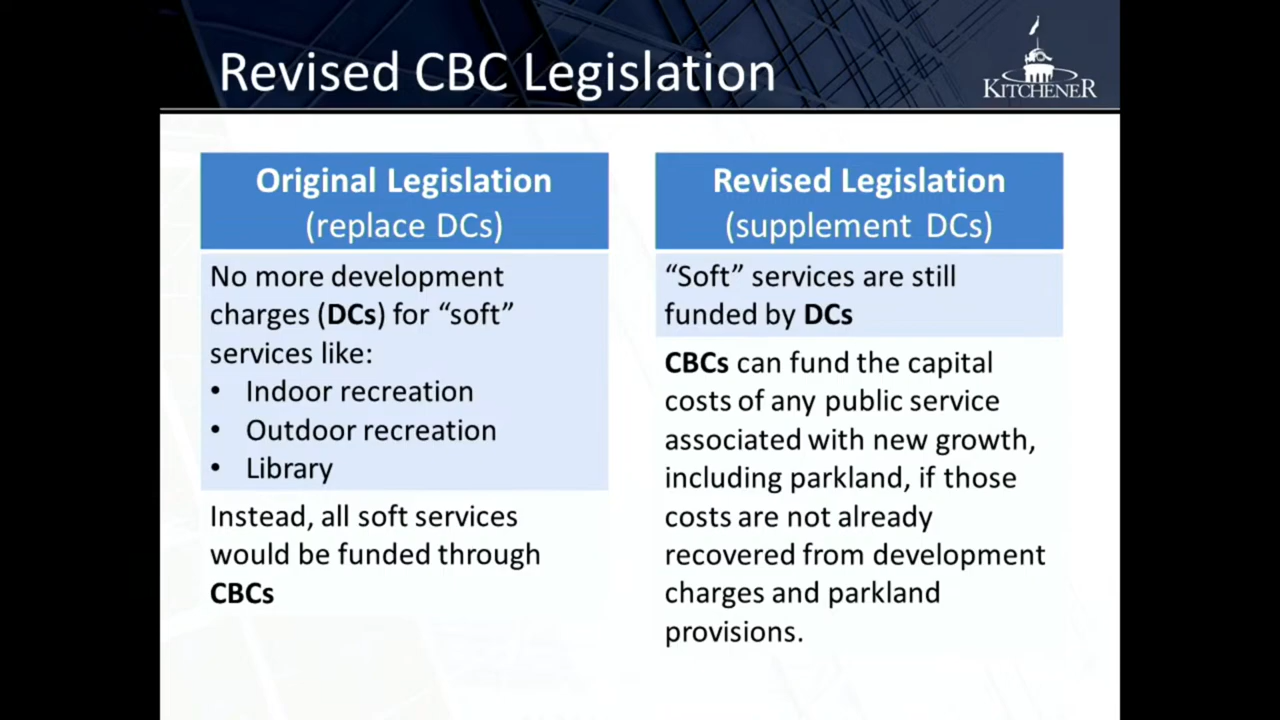 Revised CBC Legislation
KITCHENER
Original Legislation
(replace DCs)
No more development
charges (DCs) for “soft”
services like:
• Indoor recreation
• Outdoor recreation
• Library
Instead, all soft services
would be funded through
CBCs
Revised Legislation
(supplement DCs)
“Soft” services are still
funded by DCs
CBCs can fund the capital
costs of any public service
associated with new growth,
including parkland, if those
costs are not already
recovered from development
charges and parkland
provisions.